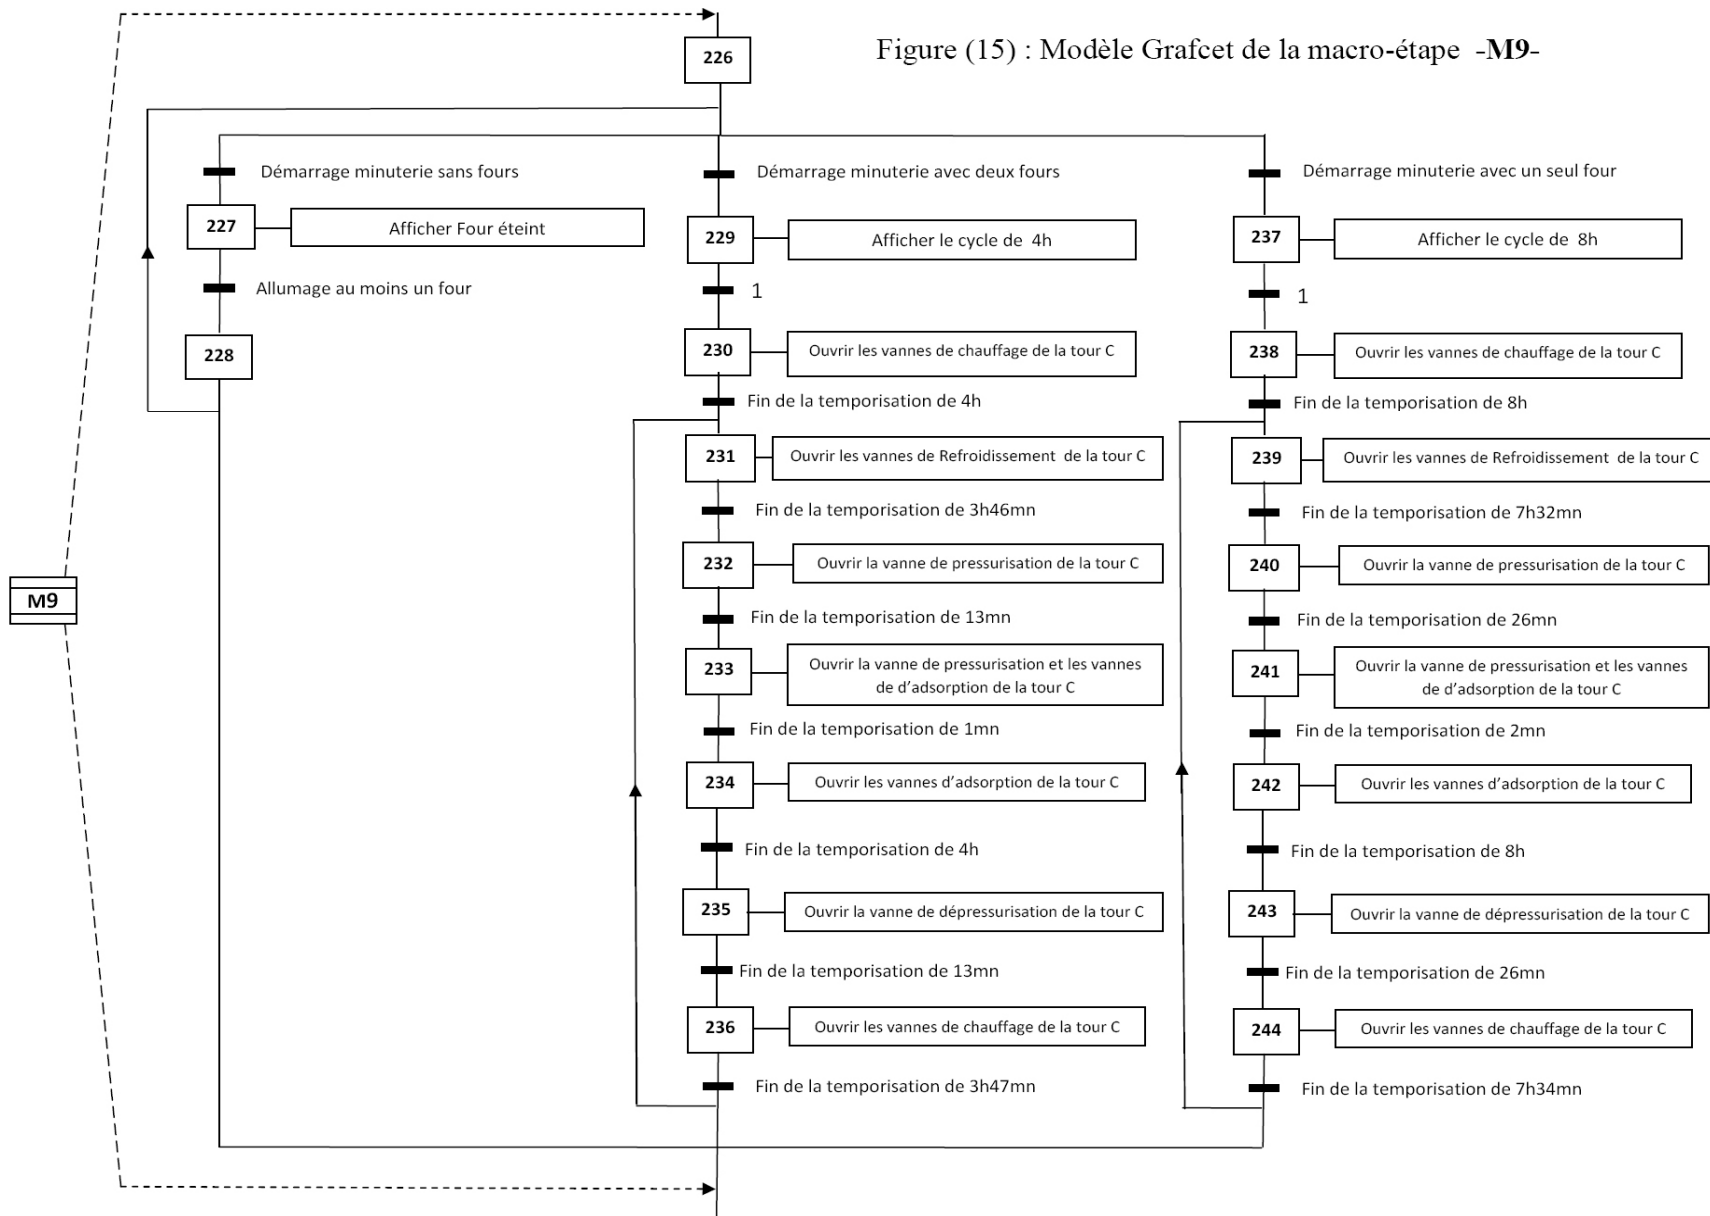 Figure (15) : Modèle Grafcet de la macro-étape -M9-
226
Démarrage minuterie sans fours
227
Afficher Four éteint
Allumage au moins un four
228
Démarrage minuterie avec deux fours
229
Afficher le cycle de 4h
1
230
Ouvrir les vannes de chauffage de la tour C
Fin de la temporisation de 4h
231
Ouvrir les vannes de Refroidissement de la tour C
Fin de la temporisation de 3h46mn
232
Ouvrir la vanne de pressurisation de la tour C
Fin de la temporisation de 13mn
233
Ouvrir la vanne de pressurisation et les vannes
de d'adsorption de la tour C
Fin de la temporisation de 1mn
234
Ouvrir les vannes d'adsorption de la tour C
Fin de la temporisation de 4h
235
Ouvrir la vanne de dépressurisation de la tour C
Fin de la temporisation de 13mn
236
Ouvrir les vannes de chauffage de la tour C
Fin de la temporisation de 3h47mn
Démarrage minuterie avec un seul four
237
Afficher le cycle de 8h
1
238
Ouvrir les vannes de chauffage de la tour C
Fin de la temporisation de 8h
239
Ouvrir les vannes de Refroidissement de la tour C
Fin de la temporisation de 7h32mn
240
Ouvrir la vanne de pressurisation de la tour C
Fin de la temporisation de 26mn
241
Ouvrir la vanne de pressurisation et les vannes
de d'adsorption de la tour C
Fin de la temporisation de 2mn
242
Ouvrir les vannes d'adsorption de la tour C
Fin de la temporisation de 8h
243
Ouvrir la vanne de dépressurisation de la tour C
Fin de la temporisation de 26mn
244
Ouvrir les vannes de chauffage de la tour C
Fin de la temporisation de 7h34mn
M9